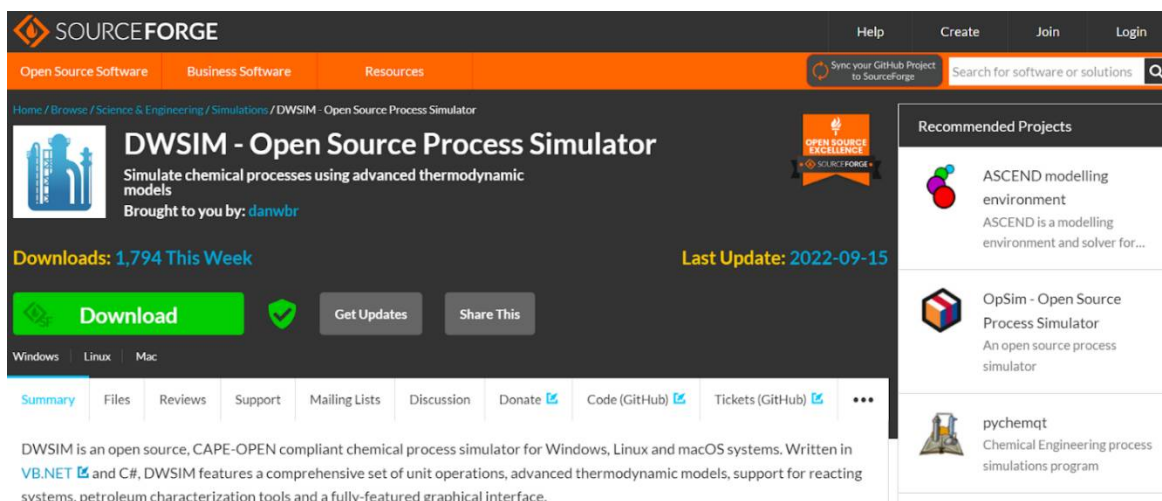 SOURCEFORGE
Help Create Join Login
Open Source Software Business Software Resources
Sync your GitHub Project
to SourceForge
Search for software or solutions
Home / Browse / Science & Engineering / Simulations / DWSIM - Open Source Process Simulator
DWSIM - Open Source Process Simulator
Simulate chemical processes using advanced thermodynamic
models
Brought to you by: danwbr
OPEN SOURCE
EXCELLENCE
SOURCEFORGE
Downloads: 1,794 This Week
Last Update: 2022-09-15
SF
Download
Get Updates
Share This
Windows Linux Mac
Summary Files Reviews Support Mailing Lists Discussion Donate Code (GitHub) Tickets (GitHub) •••
DWSIM is an open source, CAPE-OPEN compliant chemical process simulator for Windows, Linux and macOS systems. Written in
VB.NET and C#, DWSIM features a comprehensive set of unit operations, advanced thermodynamic models, support for reacting
systems, petroleum characterization tools and a fully-featured graphical interface.
Recommended Projects
ASCEND modelling
environment
ASCEND is a modelling
environment and solver for...
OpSim - Open Source
Process Simulator
An open source process
simulator
pychemqt
Chemical Engineering process
simulations program